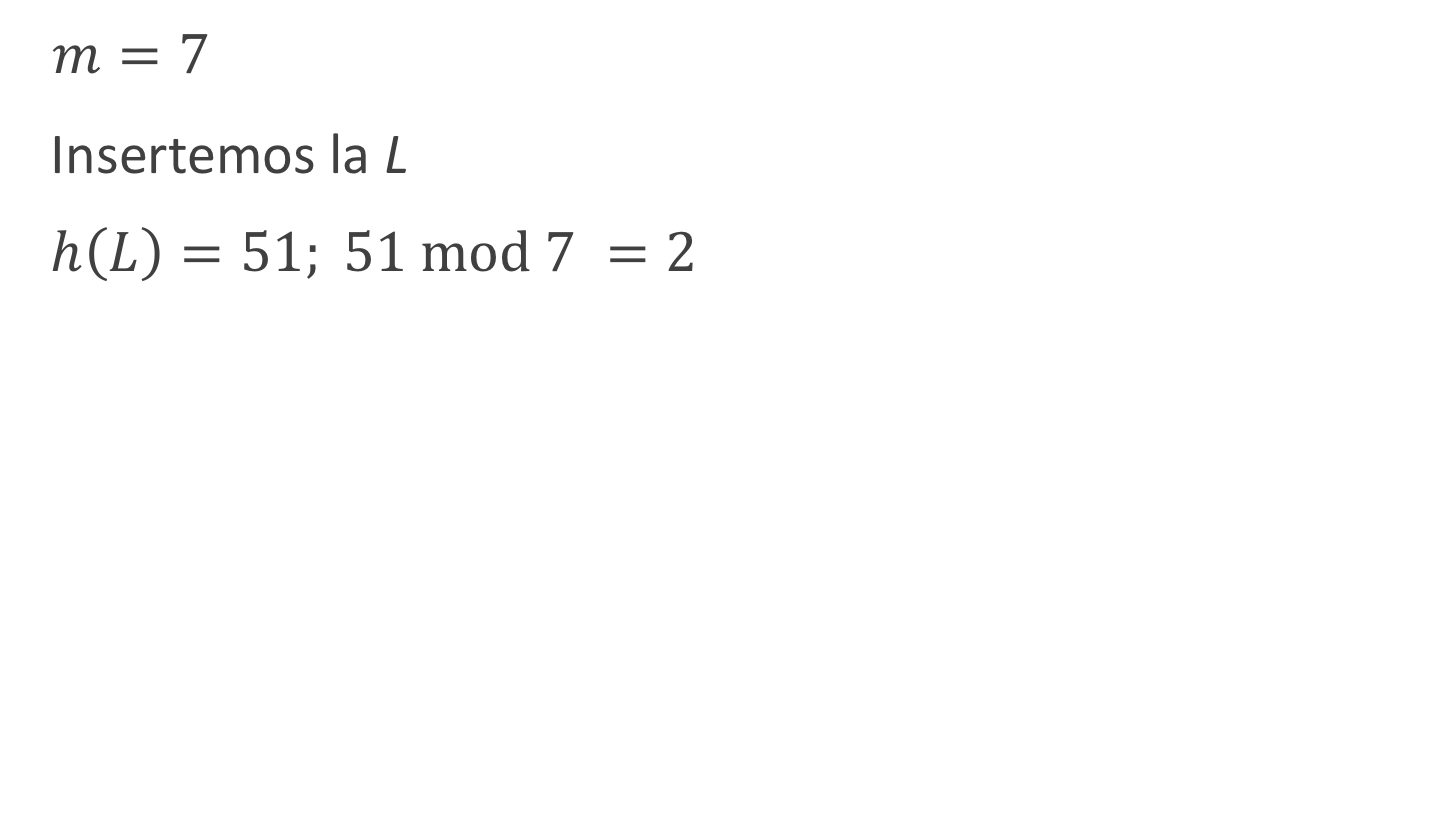 m = 7
Insertemos la L
h(L) = 51; 51 mod 7 = 2